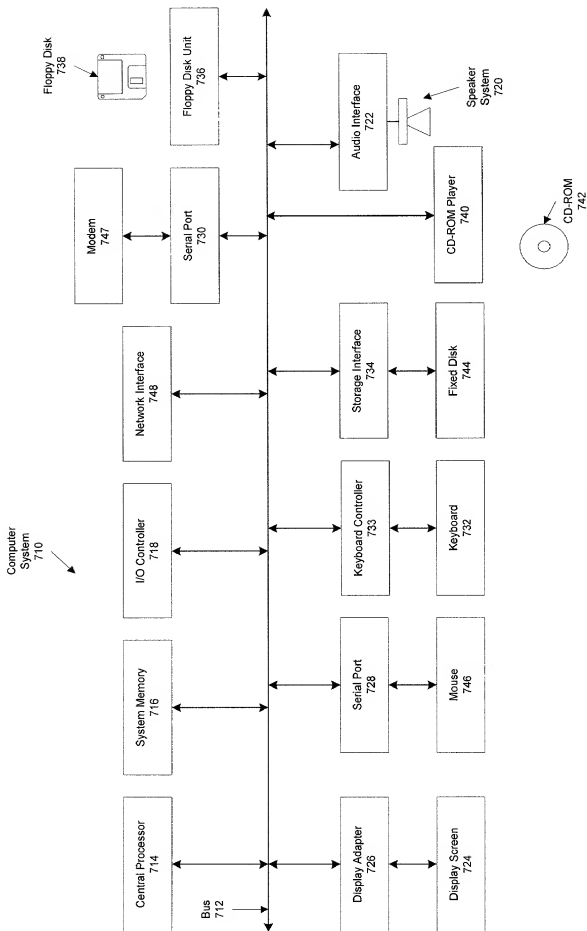 Computer
System
710
Central Processor
714
System Memory
716
I/O Controller
718
Network Interface
748
Modem
747
Serial Port
730
Floppy Disk
738
Floppy Disk Unit
736
Bus
712
Display Adapter
726
Display Screen
724
Serial Port
728
Mouse
746
Keyboard Controller
733
Keyboard
732
Storage Interface
734
Fixed Disk
744
CD-ROM Player
740
CD-ROM
742
Audio Interface
722
Speaker
System
720